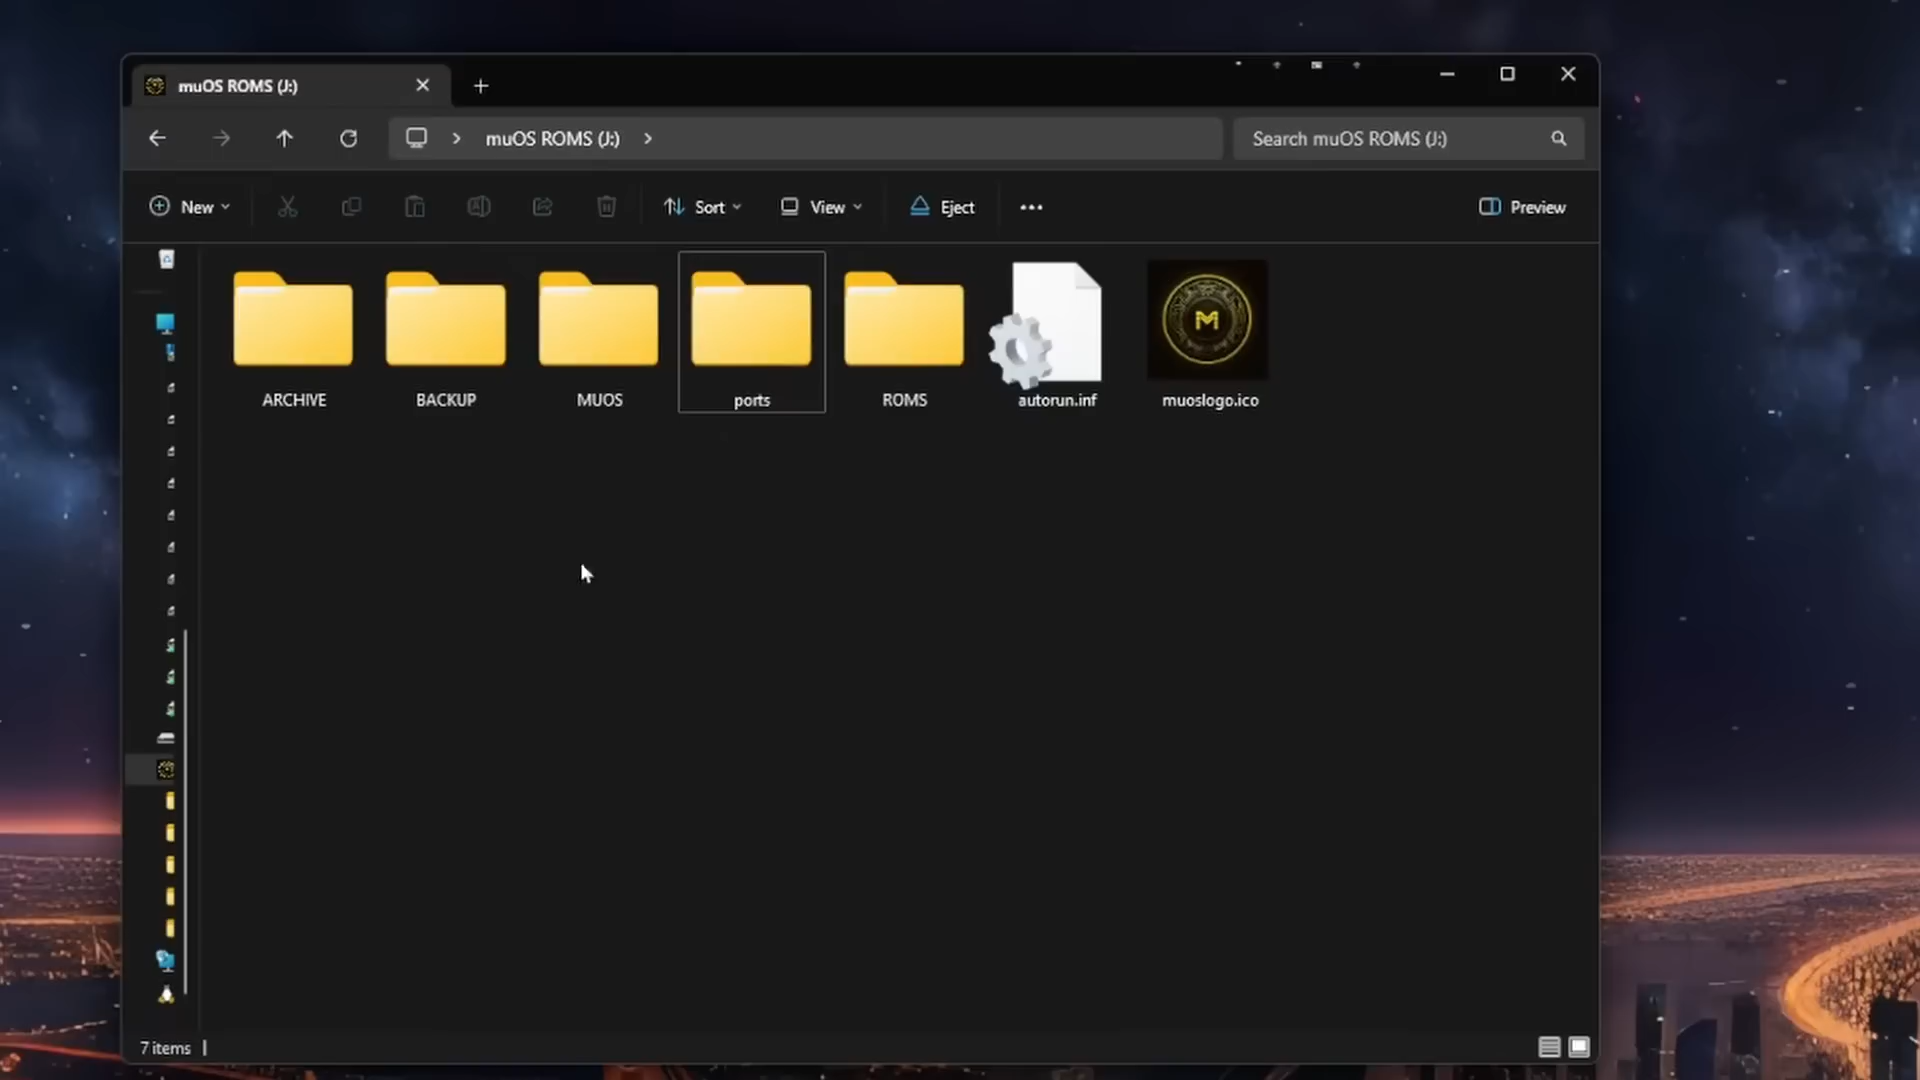 muOS ROMS (J:)
muOS ROMS (J:)
Search muOS ROMS (J:)
New
Sort
View
Eject
Preview
ARCHIVE
BACKUP
MUOS
ports
ROMS
autorun.inf
muoslogo.ico
M
7 items